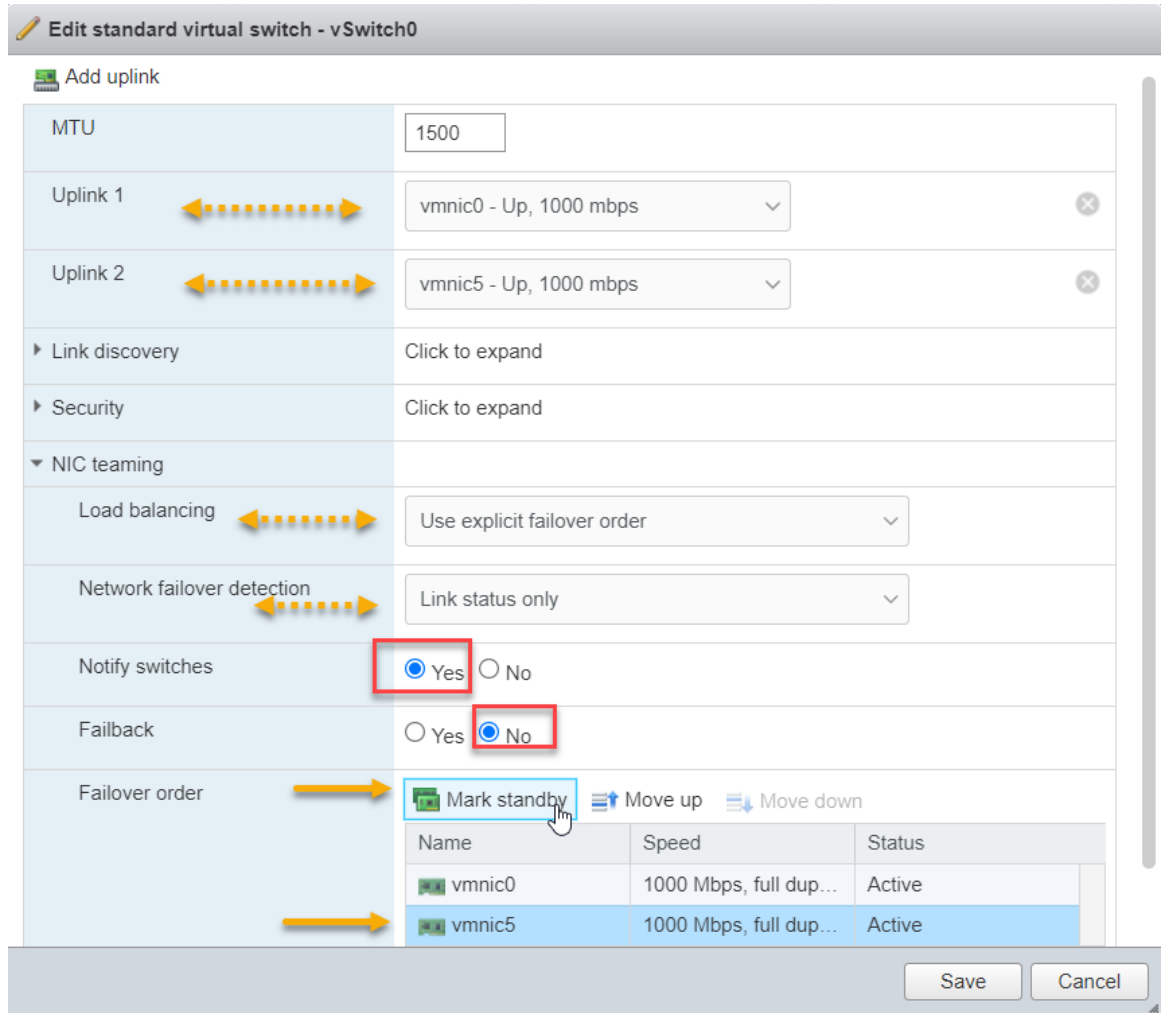 Edit standard virtual switch - vSwitch0
Add uplink
MTU 1500
Uplink 1 vmnic0 - Up, 1000 mbps
Uplink 2 vmnic5 - Up, 1000 mbps
Link discovery Click to expand
Security Click to expand
NIC teaming
Load balancing Use explicit failover order
Network failover detection Link status only
Notify switches Yes No
Failback Yes No
Failover order Mark standby Move up Move down
Name Speed Status
vmnic0 1000 Mbps, full dup... Active
vmnic5 1000 Mbps, full dup... Active
Save Cancel